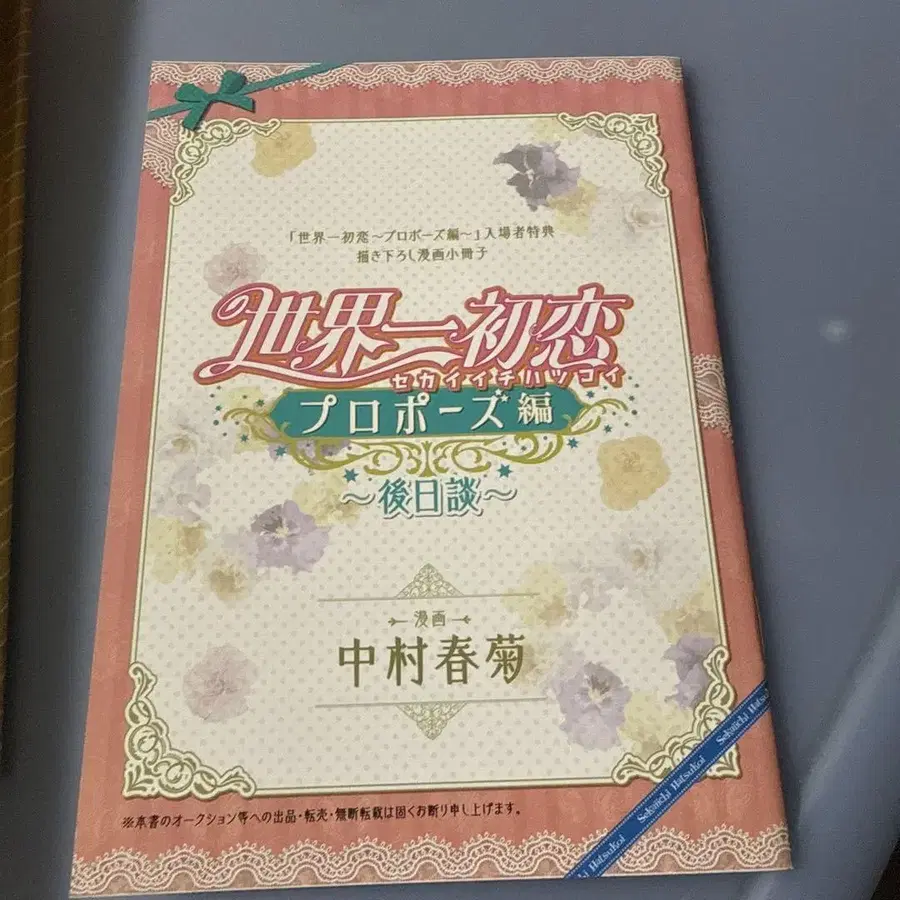 「世界一初恋～プロポーズ編～」入場者特典
描き下ろし漫画小冊子
世界一初恋
セカイイチハツコイ
プロポーズ編
～後日談～
漫画
中村春菊
※本書のオークション等への出品・転売・無断転載は固くお断り申し上げます。
Sekaiichi HatsuKoi
Sekaiichi Hatsu